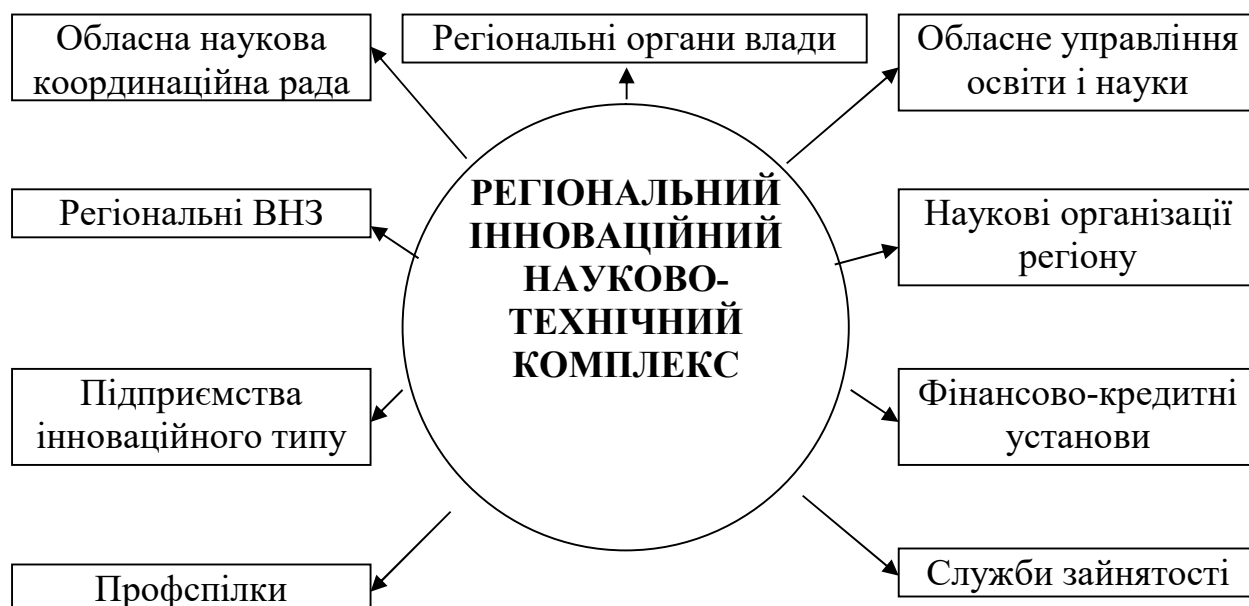 Обласна наукова
координаційна рада
Регіональні органи влади
Обласне управління
освіти і науки
РЕГІОНАЛЬНИЙ
ІННОВАЦІЙНИЙ
НАУКОВО-
ТЕХНІЧНИЙ
КОМПЛЕКС
Регіональні ВНЗ
Наукові організації
регіону
Підприємства
інноваційного типу
Фінансово-кредитні
установи
Профспілки
Служби зайнятості